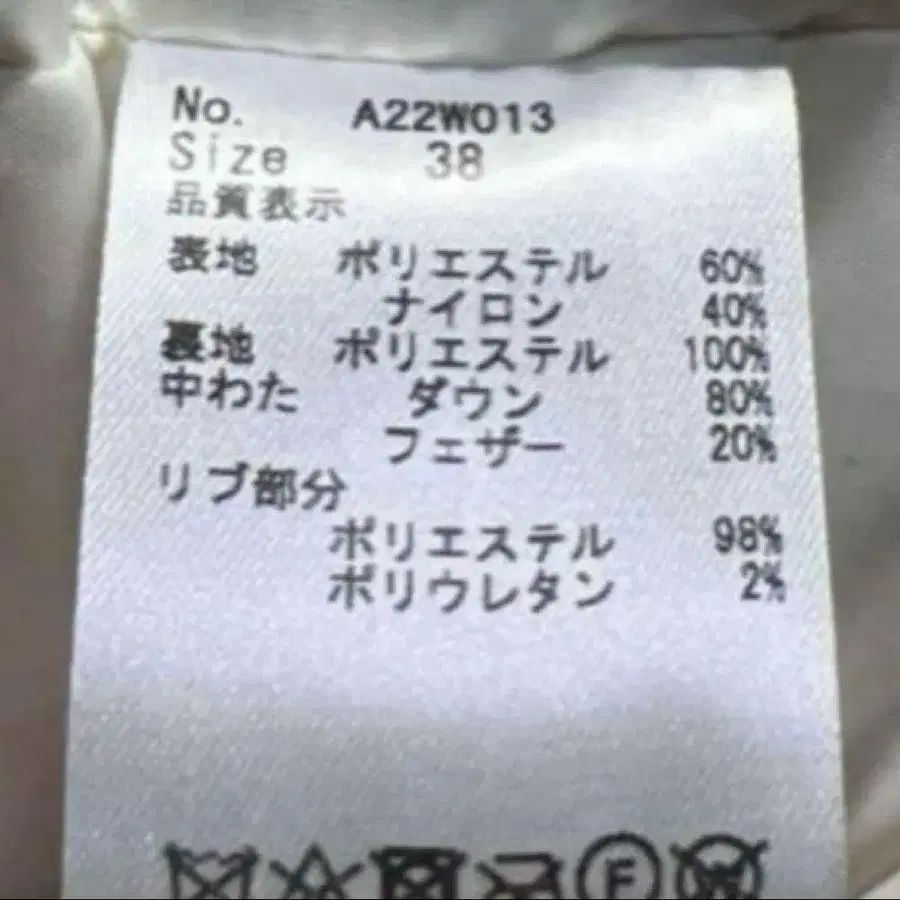 No. A22W013
Size 38
品質表示
表地 ポリエステル 60%
ナイロン 40%
裏地 ポリエステル 100%
中わた ダウン 80%
フェザー 20%
リブ部分
ポリエステル 98%
ポリウレタン 2%
F W